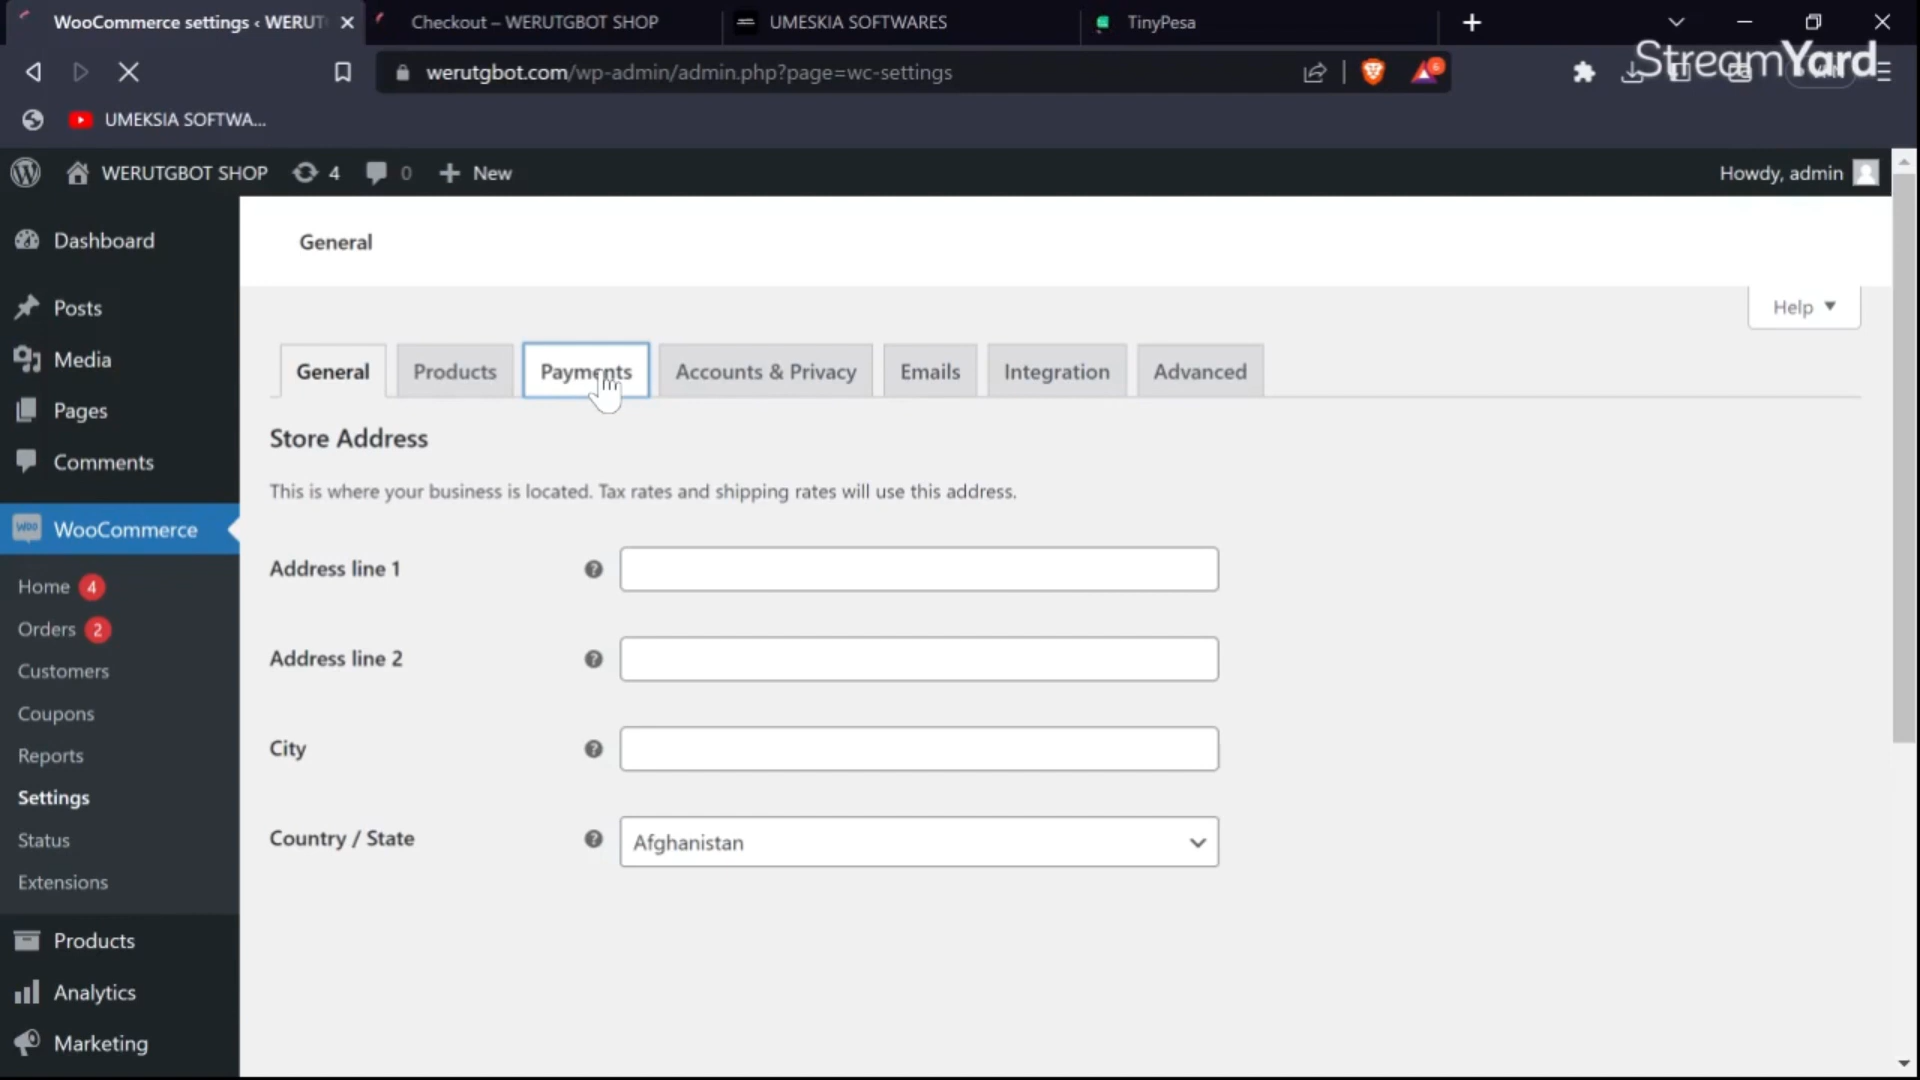 WooCommerce settings ‹ WERUT
Checkout – WERUTGBOT SHOP
UMESKIA SOFTWARES
TinyPesa
werutgbot.com/wp-admin/admin.php?page=wc-settings
6
StreamYard
UMEKSIA SOFTWA...
WERUTGBOT SHOP
4
0
New
Howdy, admin
Dashboard
Posts
Media
Pages
Comments
Woo
WooCommerce
Home 4
Orders 2
Customers
Coupons
Reports
Settings
Status
Extensions
Products
Analytics
Marketing
General
Help
General
Products
Payments
Accounts & Privacy
Emails
Integration
Advanced
Store Address
This is where your business is located. Tax rates and shipping rates will use this address.
Address line 1
Address line 2
City
Country / State
Afghanistan